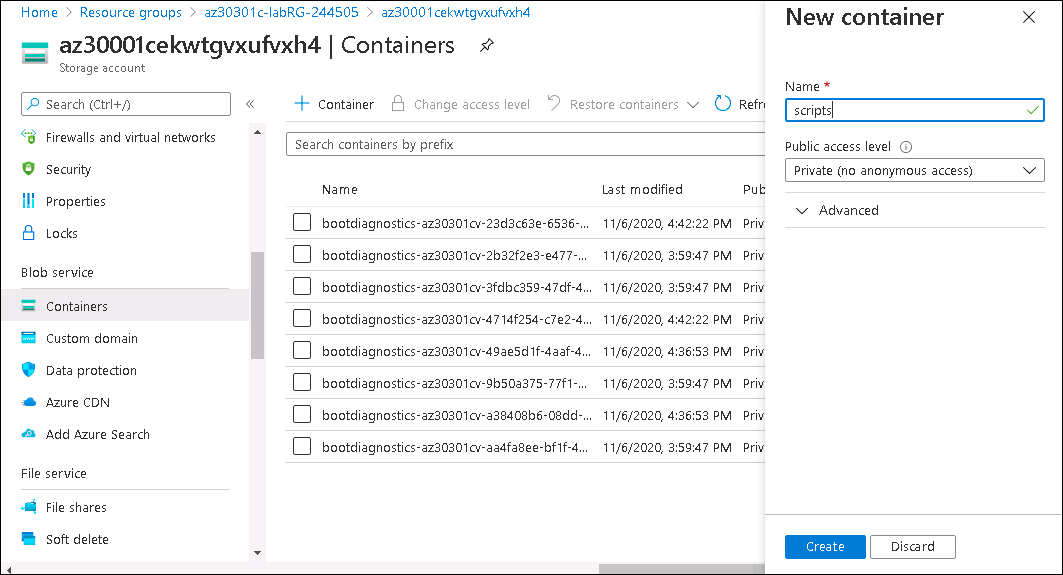 Home > Resource groups > az30301c-labRG-244505 > az30001cekwtgvxufvxh4
az30001cekwtgvxufvxh4 | Containers
Storage account
Search (Ctrl+/)
«
Firewalls and virtual networks
Security
Properties
Locks
Blob service
Containers
Custom domain
Data protection
Azure CDN
Add Azure Search
File service
File shares
Soft delete
+ Container
Change access level
Restore containers
Refre
Search containers by prefix
Name Last modified Pub
bootdiagnostics-az30301cv-23d3c63e-6536-... 11/6/2020, 4:42:22 PM Priv
bootdiagnostics-az30301cv-2b32f2e3-e477-... 11/6/2020, 3:59:47 PM Priv
bootdiagnostics-az30301cv-3fdbc359-47df-4... 11/6/2020, 3:59:47 PM Priv
bootdiagnostics-az30301cv-4714f254-c7e2-4... 11/6/2020, 4:42:22 PM Priv
bootdiagnostics-az30301cv-49ae5d1f-4aaf-4... 11/6/2020, 4:36:53 PM Priv
bootdiagnostics-az30301cv-9b50a375-77f1-... 11/6/2020, 3:59:47 PM Priv
bootdiagnostics-az30301cv-a38408b6-08dd-... 11/6/2020, 4:36:53 PM Priv
bootdiagnostics-az30301cv-aa4fa8ee-bf1f-4... 11/6/2020, 3:59:47 PM Priv
New container
Name *
scripts
Public access level
Private (no anonymous access)
Advanced
Create
Discard